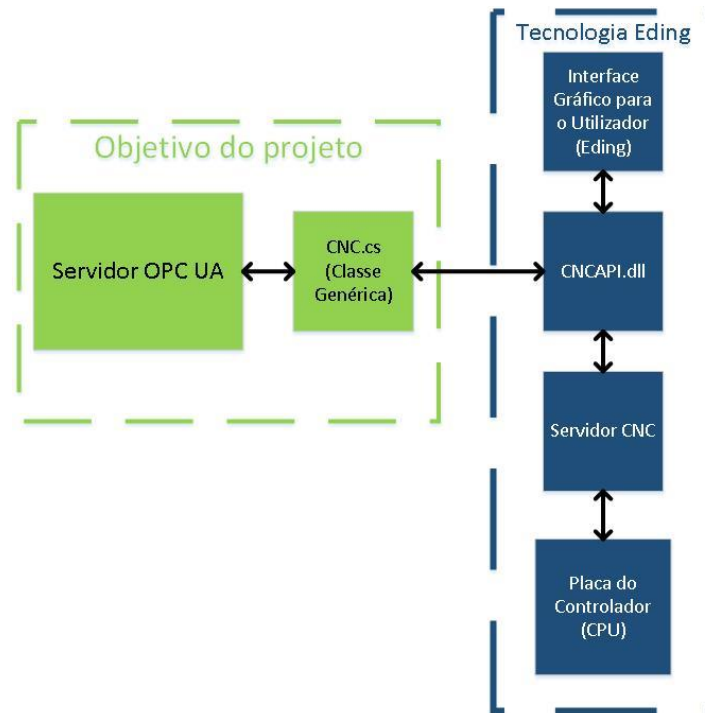 Tecnologia Eding
Interface
Gráfico para
o Utilizador
(Eding)
Objetivo do projeto
Servidor OPC UA
CNC.cs
(Classe
Genérica)
CNCAPI.dll
Servidor CNC
Placa do
Controlador
(CPU)